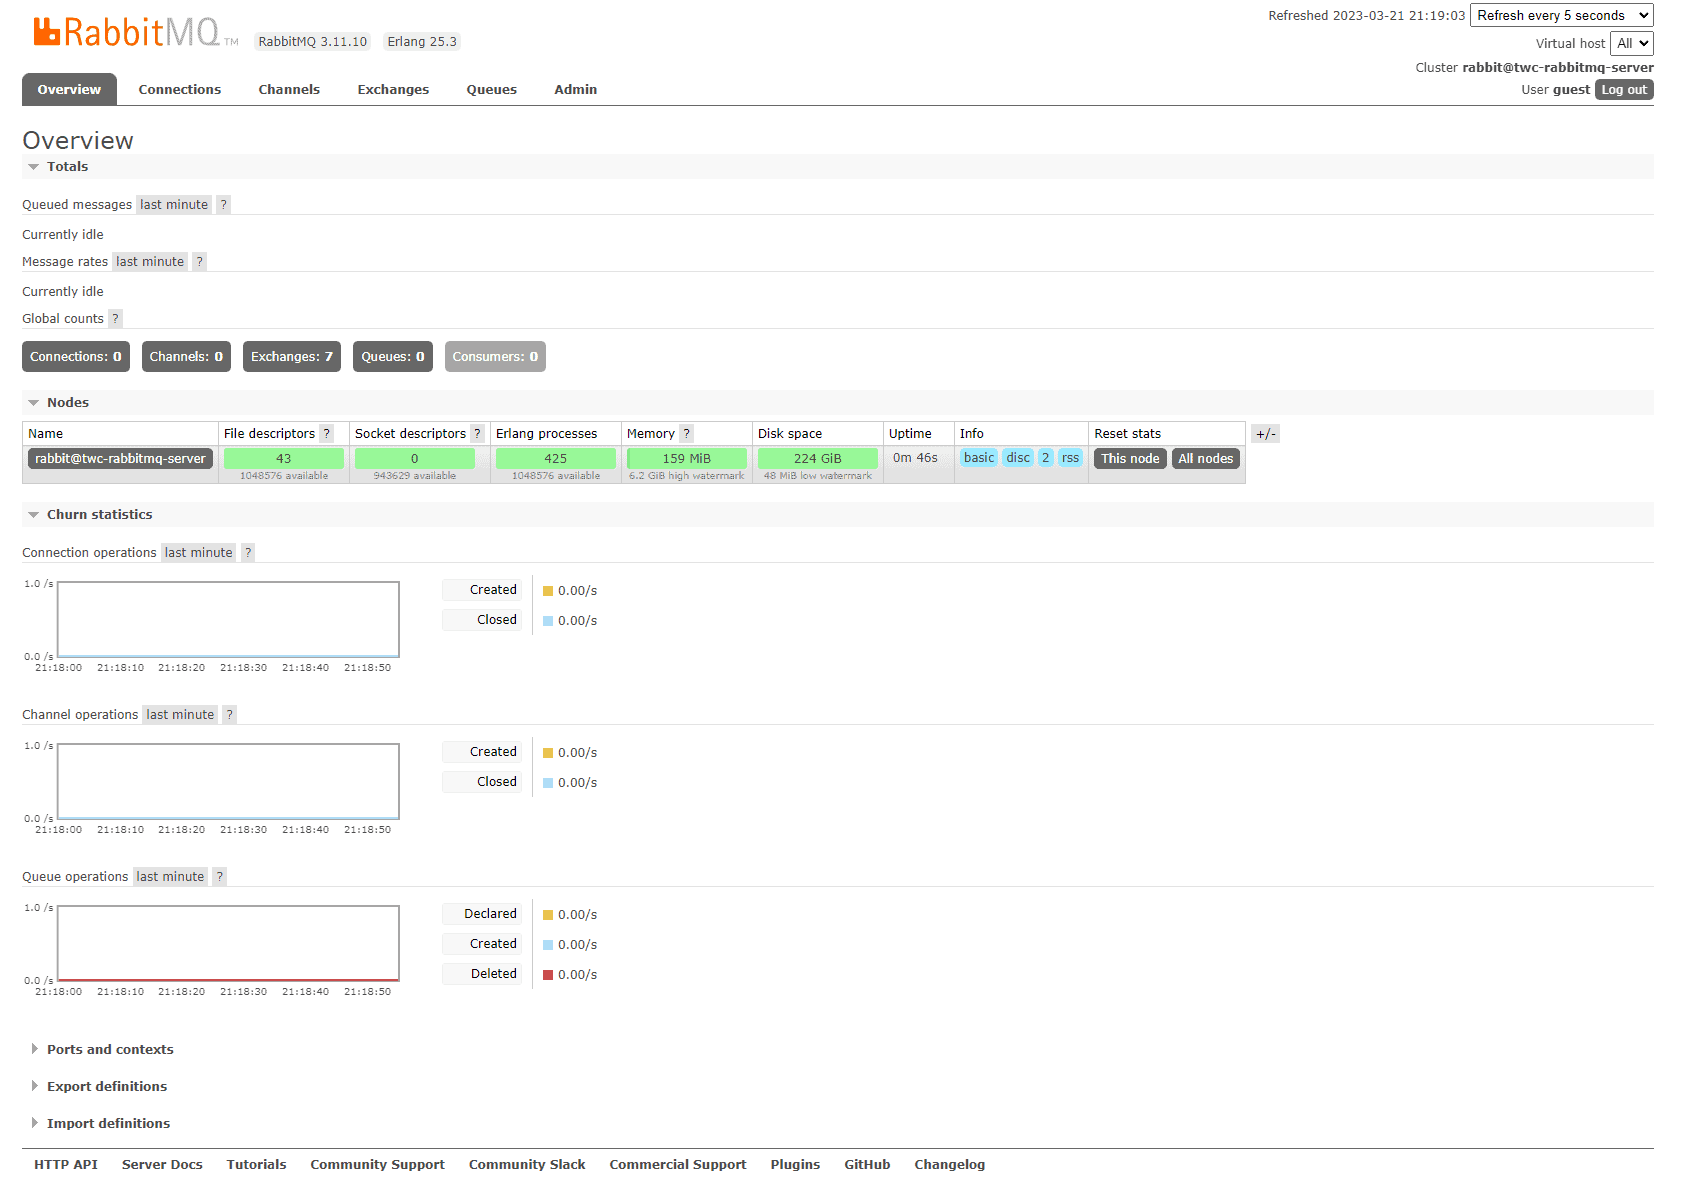 RabbitMQ TM RabbitMQ 3.11.10 Erlang 25.3
Refreshed 2023-03-21 21:19:03 Refresh every 5 seconds
Virtual host All
Cluster rabbit@twc-rabbitmq-server
User guest Log out
Overview Connections Channels Exchanges Queues Admin
Overview
Totals
Queued messages last minute ?
Currently idle
Message rates last minute ?
Currently idle
Global counts ?
Connections: 0 Channels: 0 Exchanges: 7 Queues: 0 Consumers: 0
Nodes
Name File descriptors ? Socket descriptors ? Erlang processes Memory ? Disk space Uptime Info Reset stats +/-
rabbit@twc-rabbitmq-server 43 0 425 159 MiB 224 GiB 0m 46s basic disc 2 rss This node All nodes
1048576 available 943629 available 1048576 available 6.2 GiB high watermark 48 MiB low watermark
Churn statistics
Connection operations last minute ?
1.0 /s
Created 0.00/s
Closed 0.00/s
0.0 /s
21:18:00 21:18:10 21:18:20 21:18:30 21:18:40 21:18:50
Channel operations last minute ?
1.0 /s
Created 0.00/s
Closed 0.00/s
0.0 /s
21:18:00 21:18:10 21:18:20 21:18:30 21:18:40 21:18:50
Queue operations last minute ?
1.0 /s
Declared 0.00/s
Created 0.00/s
Deleted 0.00/s
0.0 /s
21:18:00 21:18:10 21:18:20 21:18:30 21:18:40 21:18:50
Ports and contexts
Export definitions
Import definitions
HTTP API Server Docs Tutorials Community Support Community Slack Commercial Support Plugins GitHub Changelog